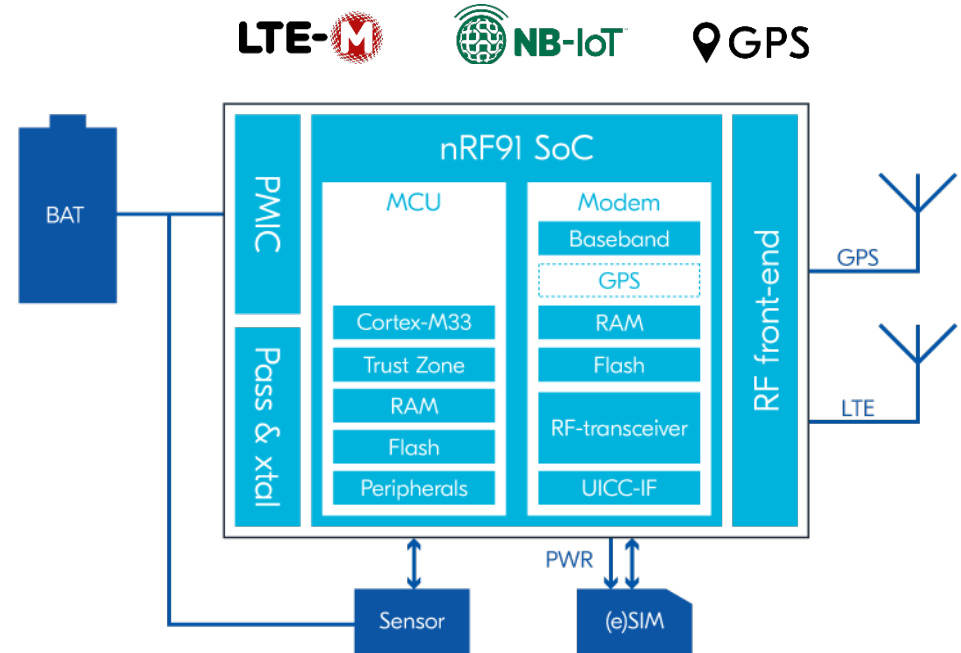 LTE-M
NB-IoT
GPS
BAT
PMIC
Pass & xtal
nRF91 SoC
MCU
Cortex-M33
Trust Zone
RAM
Flash
Peripherals
Modem
Baseband
GPS
RAM
Flash
RF-transceiver
UICC-IF
RF front-end
GPS
LTE
PWR
Sensor
(e)SIM